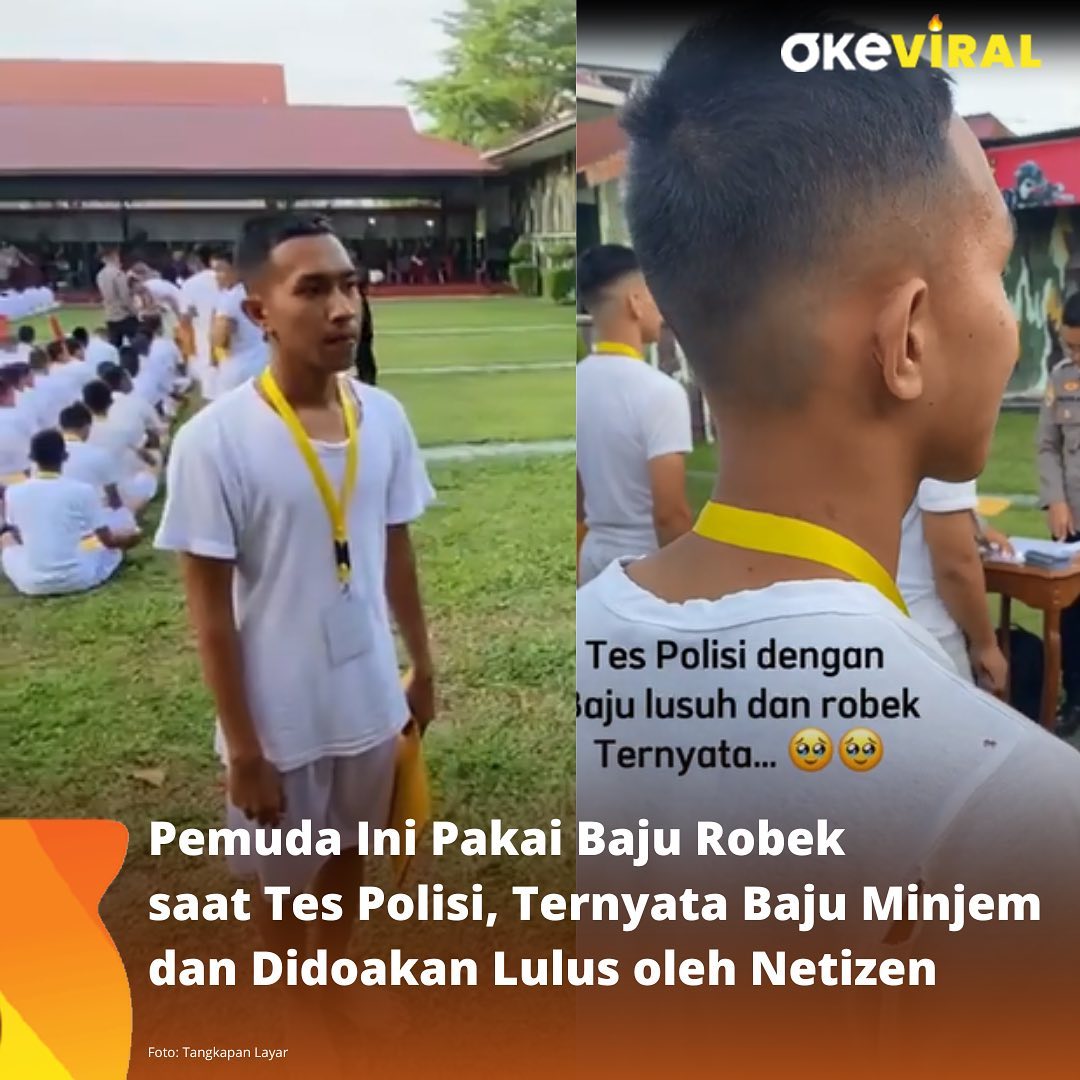 OKEVIRAL
Tes Polisi dengan
Baju lusuh dan robek
Ternyata... 🥹🥹
Pemuda Ini Pakai Baju Robek
saat Tes Polisi, Ternyata Baju Minjem
dan Didoakan Lulus oleh Netizen
Foto: Tangkapan Layar